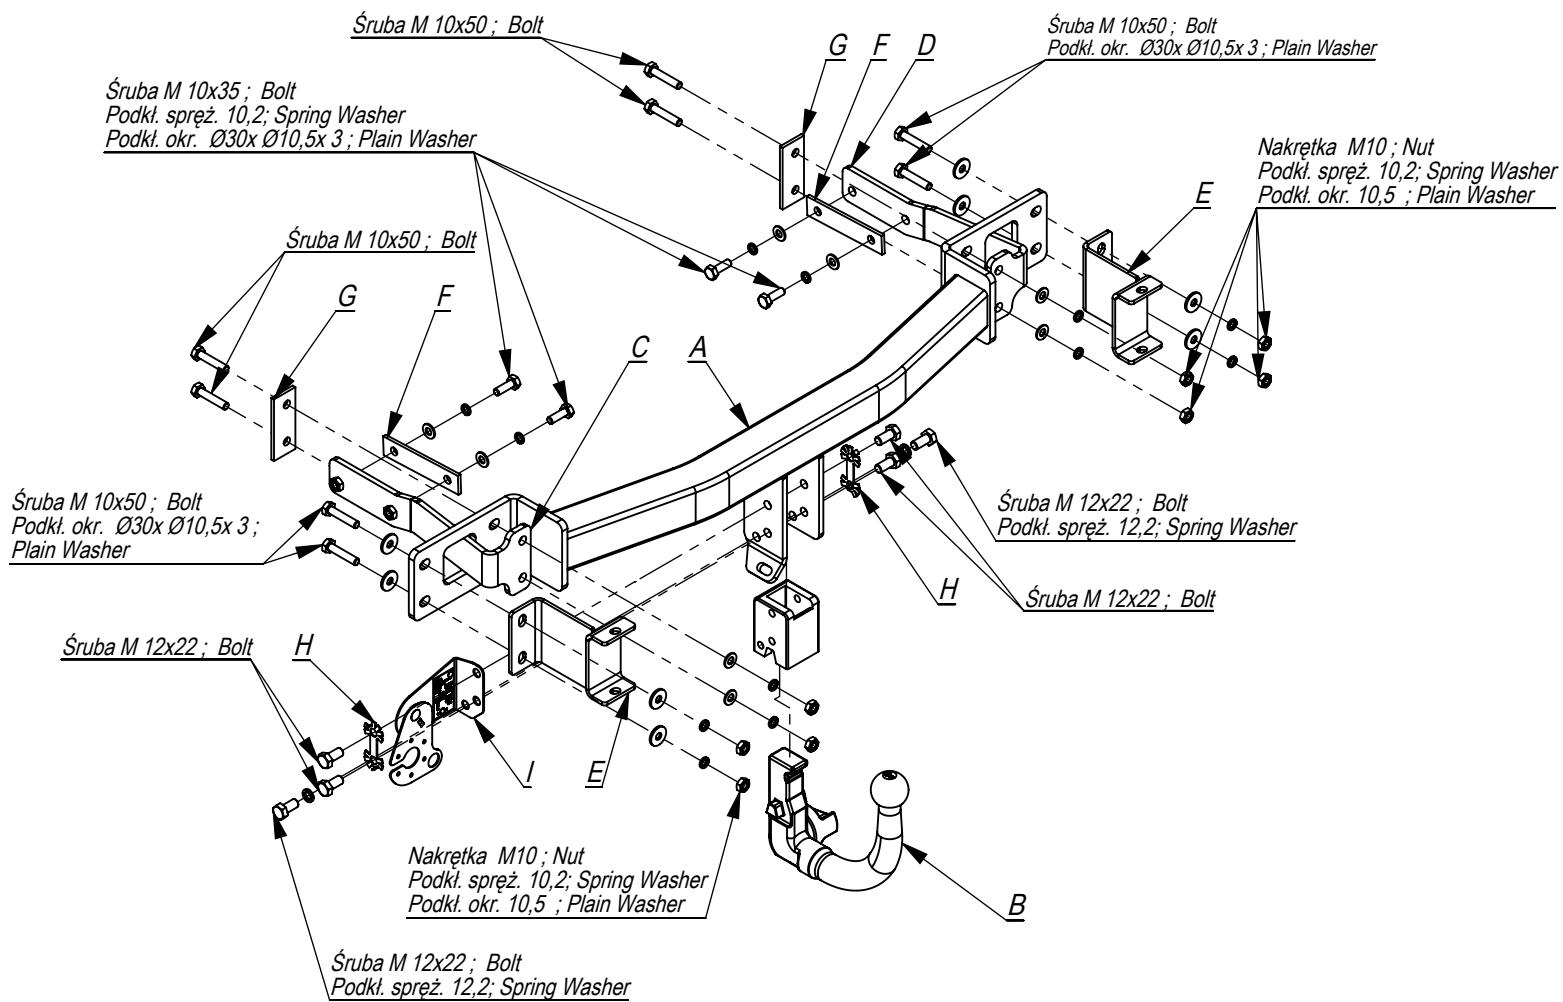 Śruba M 10x50 ; Bolt
Śruba M 10x50 ; Bolt
Podkł. okr. Ø30x Ø10,5x 3 ; Plain Washer
G
F
D
Śruba M 10x35 ; Bolt
Podkł. spręż. 10,2; Spring Washer
Podkł. okr. Ø30x Ø10,5x 3 ; Plain Washer
Nakrętka M10 ; Nut
Podkł. spręż. 10,2; Spring Washer
Podkł. okr. 10,5 ; Plain Washer
E
Śruba M 10x50 ; Bolt
G
F
C
A
Śruba M 10x50 ; Bolt
Podkł. okr. Ø30x Ø10,5x 3 ;
Plain Washer
Śruba M 12x22 ; Bolt
Podkł. spręż. 12,2; Spring Washer
H
Śruba M 12x22 ; Bolt
Śruba M 12x22 ; Bolt
H
I
E
Nakrętka M10 ; Nut
Podkł. spręż. 10,2; Spring Washer
Podkł. okr. 10,5 ; Plain Washer
B
Śruba M 12x22 ; Bolt
Podkł. spręż. 12,2; Spring Washer